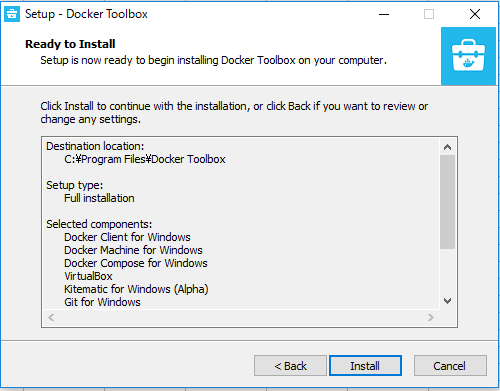 Setup - Docker Toolbox
Ready to Install
Setup is now ready to begin installing Docker Toolbox on your computer.
Click Install to continue with the installation, or click Back if you want to review or
change any settings.
Destination location:
C:¥Program Files¥Docker Toolbox
Setup type:
Full installation
Selected components:
Docker Client for Windows
Docker Machine for Windows
Docker Compose for Windows
VirtualBox
Kitematic for Windows (Alpha)
Git for Windows
< Back
Install
Cancel